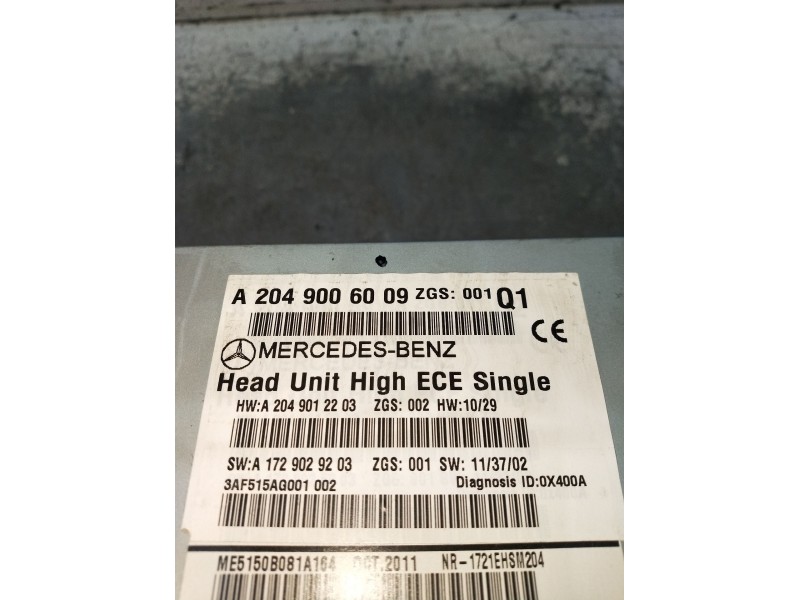 A 204 900 60 09 ZGS: 001 Q1
CE
MERCEDES-BENZ
Head Unit High ECE Single
HW:A 204 901 22 03 ZGS: 002 HW:10/29
SW:A 172 902 92 03 ZGS: 001 SW: 11/37/02
3AF515AG001 002 Diagnosis ID:0X400A
ME5150B081A164 OCT,2011 NR-1721EHSM204